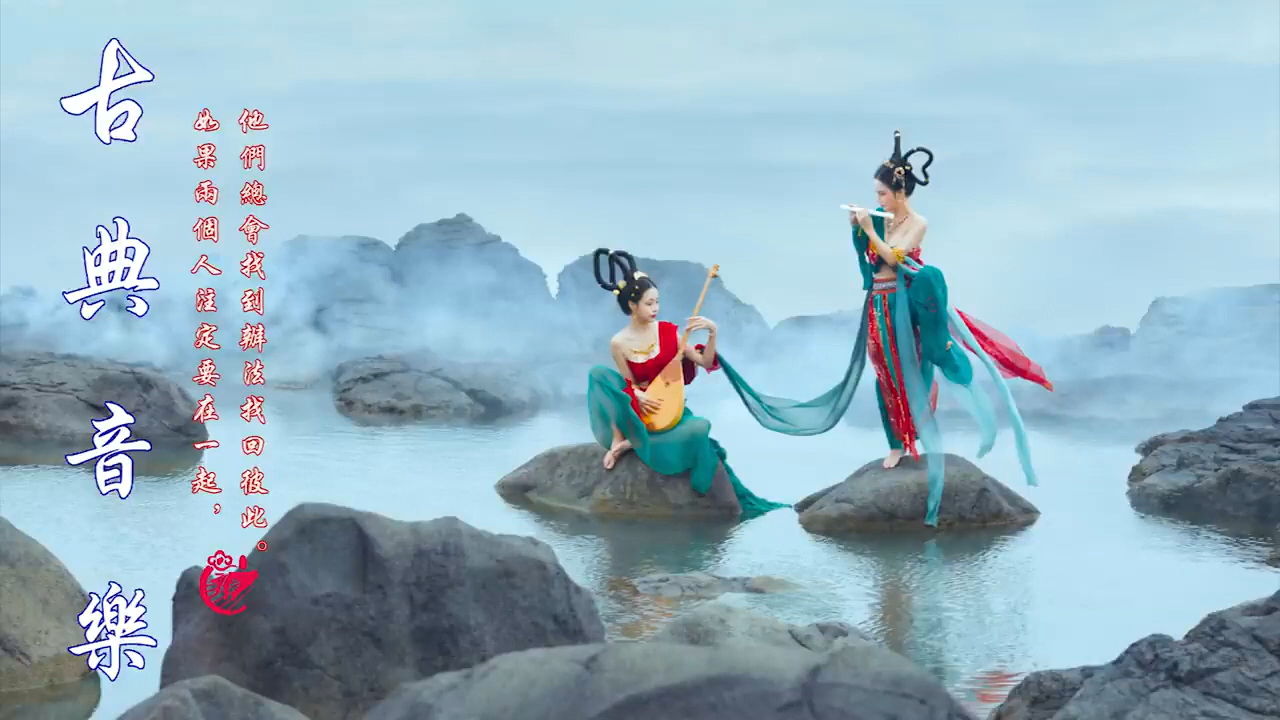 古典音樂
如果兩個人注定要在一起，
他們總會找到辦法找回彼此。